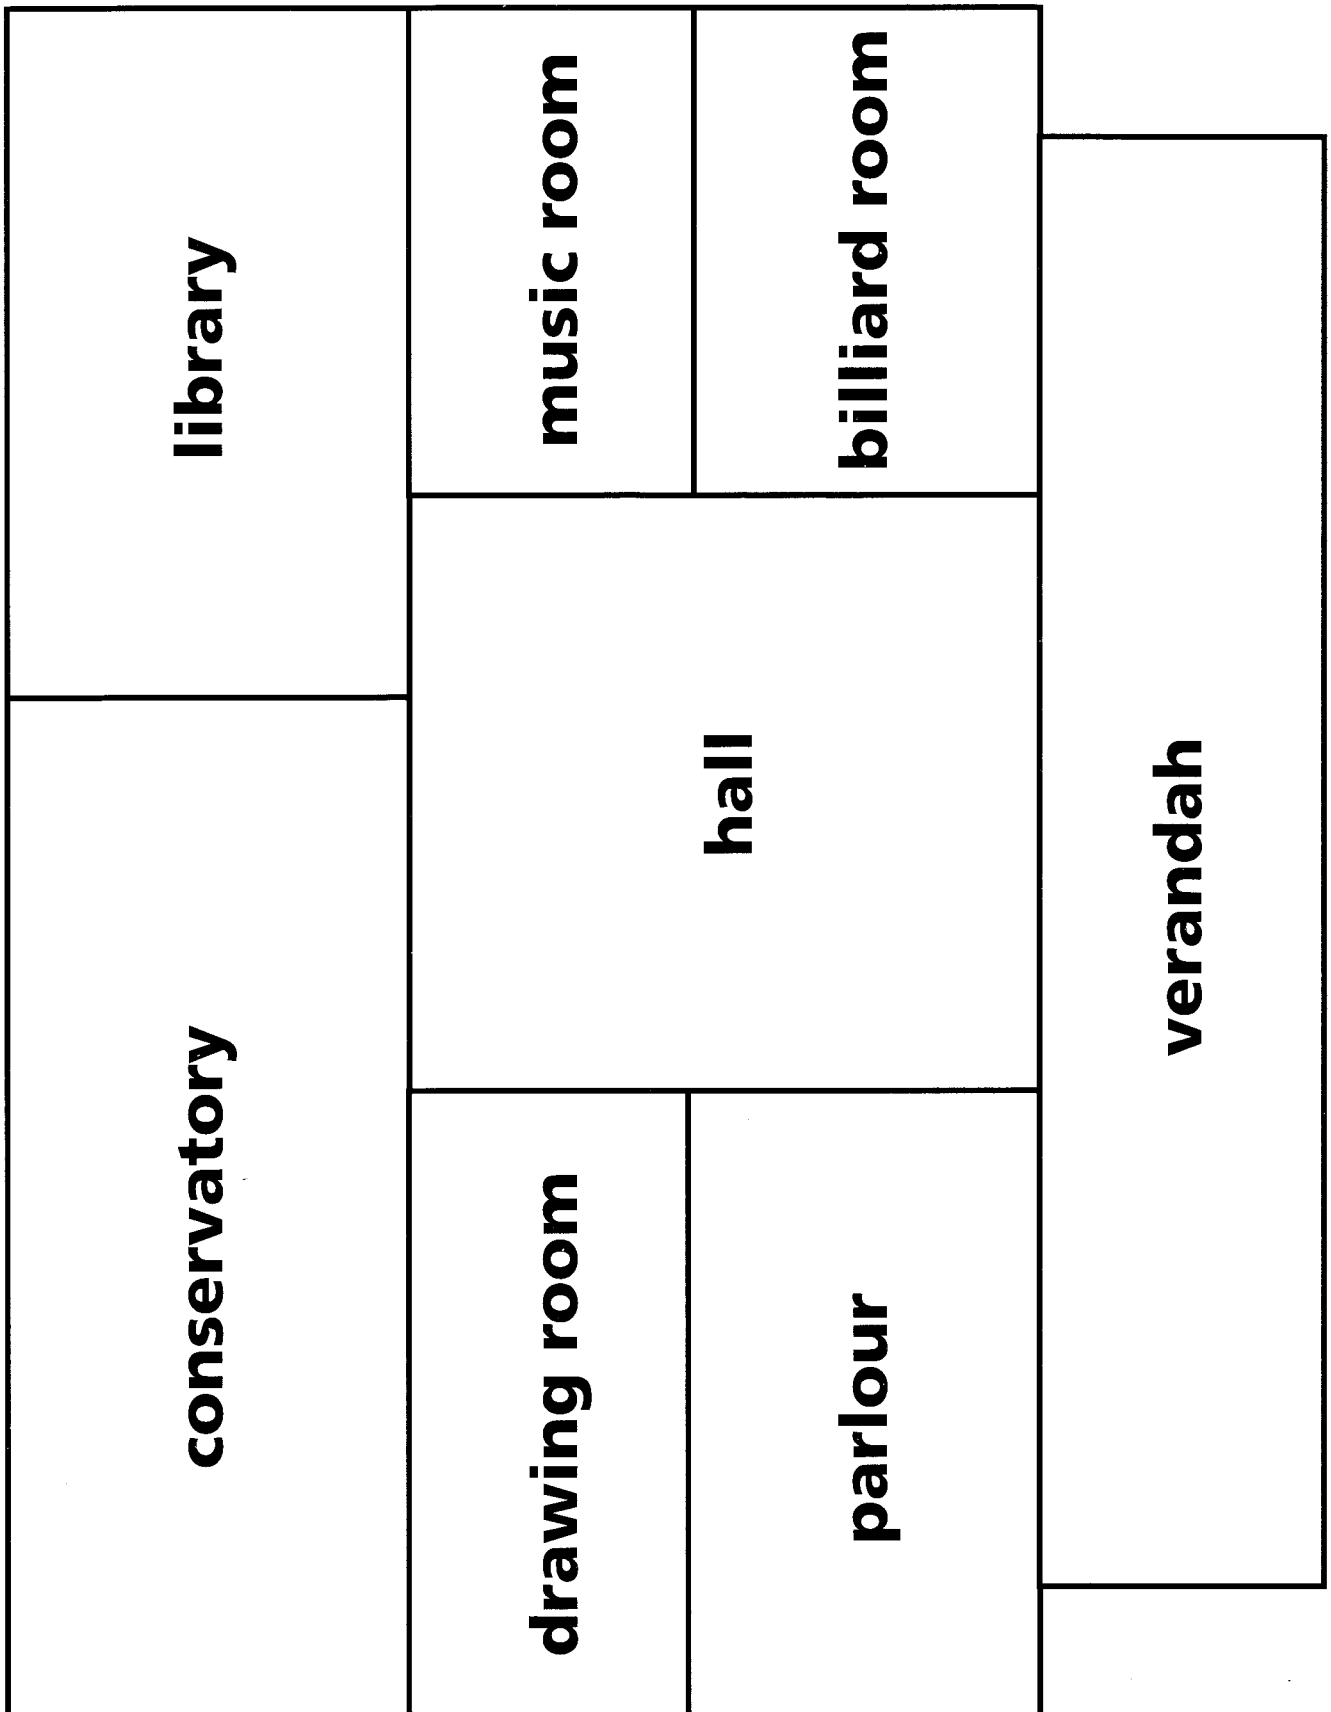 conservatory
library
drawing room
music room
hall
parlour
billiard room
verandah